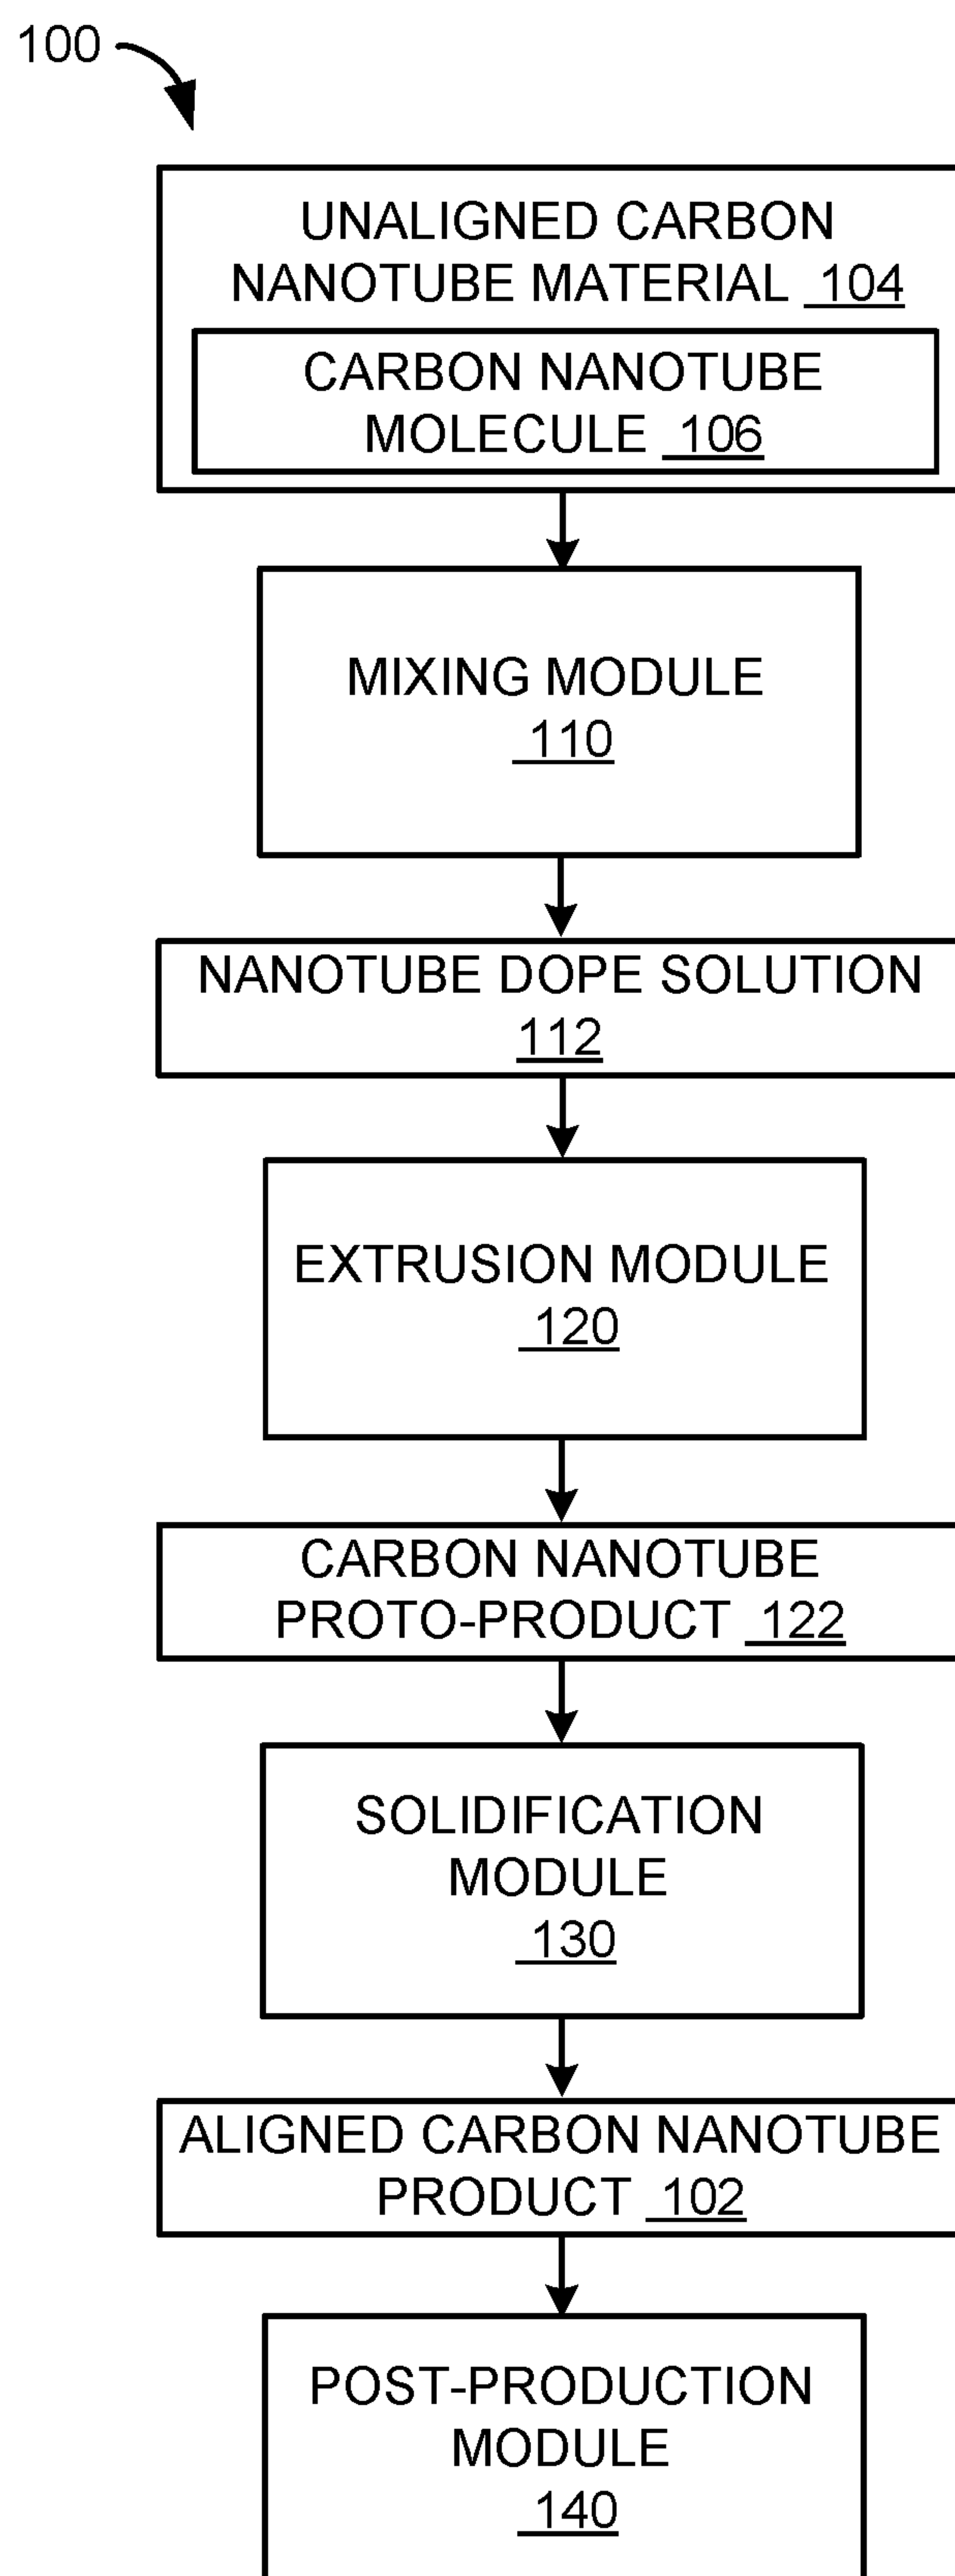 100
UNALIGNED CARBON
NANOTUBE MATERIAL 104
CARBON NANOTUBE
MOLECULE 106
MIXING MODULE
110
NANOTUBE DOPE SOLUTION
112
EXTRUSION MODULE
120
CARBON NANOTUBE
PROTO-PRODUCT 122
SOLIDIFICATION
MODULE
130
ALIGNED CARBON NANOTUBE
PRODUCT 102
POST-PRODUCTION
MODULE
140